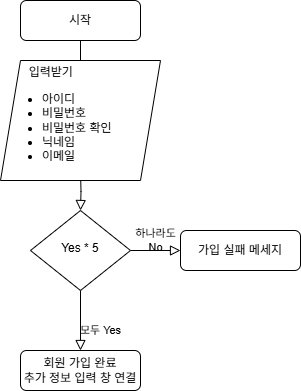 시작
입력받기
아이디
비밀번호
비밀번호 확인
닉네임
이메일
Yes * 5
하나라도
No
가입 실패 메세지
모두 Yes
회원 가입 완료
추가 정보 입력 창 연결